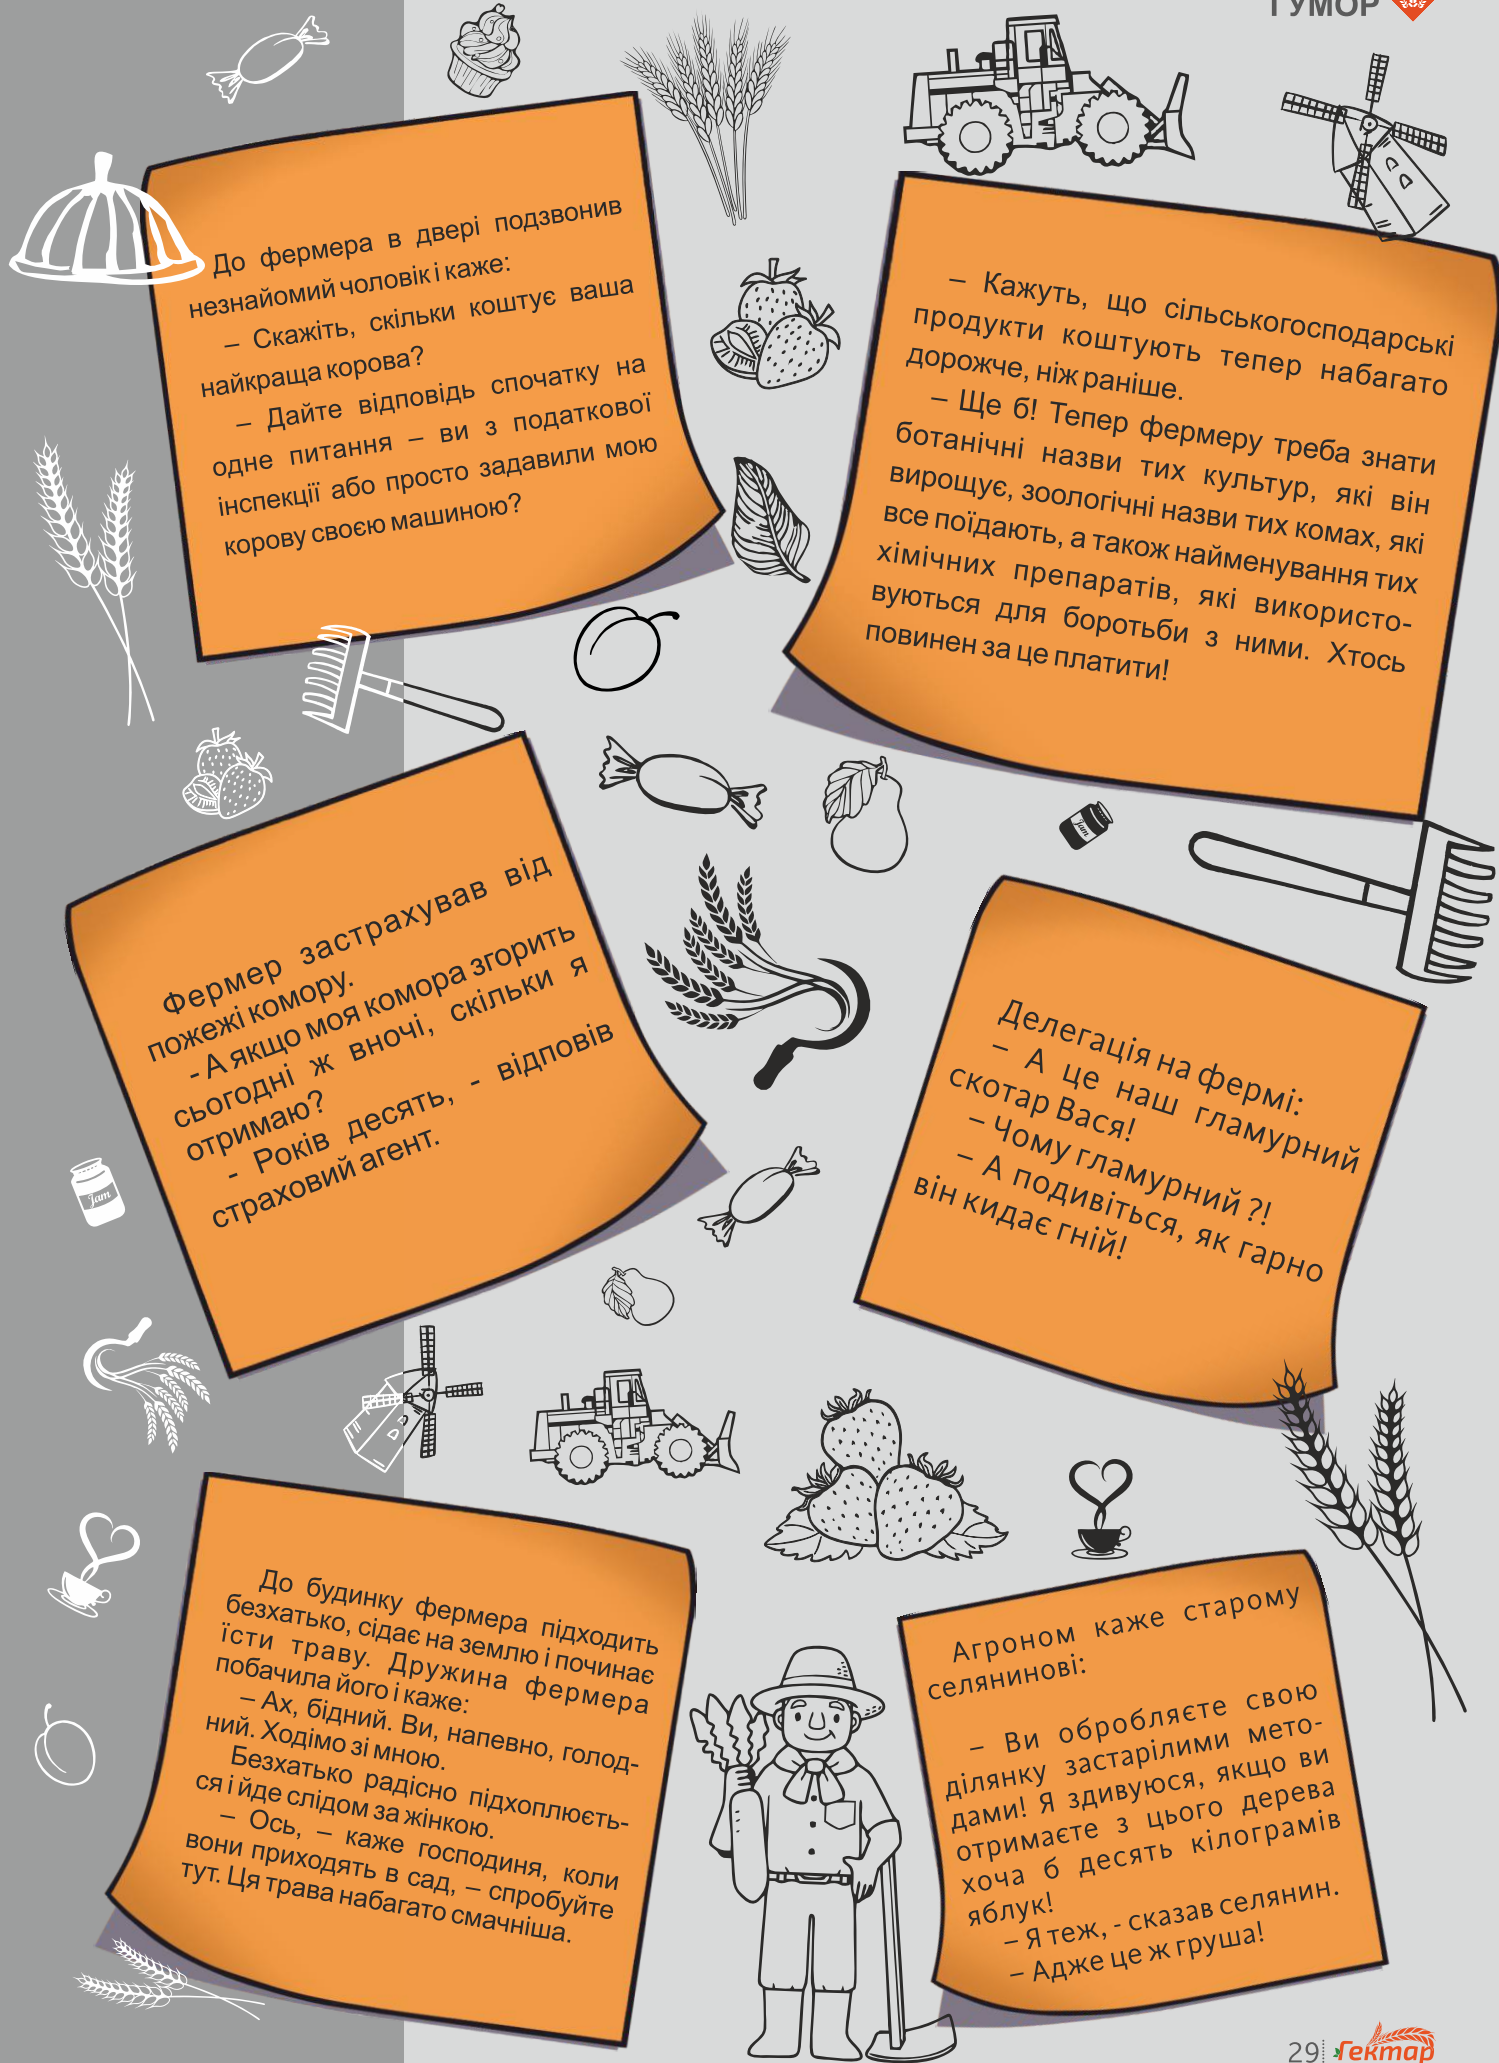 ГУМОР
До фермера в двері подзвонив
незнайомий чоловік і каже:
– Скажіть, скільки коштує ваша
найкраща корова?
– Дайте відповідь спочатку на
одне питання – ви з податкової
інспекції або просто задавили мою
корову своєю машиною?
– Кажуть, що сільськогосподарські
продукти коштують тепер набагато
дорожче, ніж раніше.
– Ще б! Тепер фермеру треба знати
ботанічні назви тих культур, які він
вирощує, зоологічні назви тих комах, які
все поїдають, а також найменування тих
хімічних препаратів, які використо-
вуються для боротьби з ними. Хтось
повинен за це платити!
Фермер застрахував від
пожежі комору.
- А якщо моя комора згорить
сьогодні ж вночі, скільки я
отримаю?
- Років десять, - відповів
страховий агент.
Jam
Делегація на фермі:
– А це наш гламурний
скотар Вася!
– Чому гламурний ?!
– А подивіться, як гарно
він кидає гній!
Jam
До будинку фермера підходить
безхатько, сідає на землю і починає
їсти траву. Дружина фермера
побачила його і каже:
– Ах, бідний. Ви, напевно, голод-
ний. Ходімо зі мною.
Безхатько радісно підхоплюєть-
ся і йде слідом за жінкою.
– Ось, – каже господиня, коли
вони приходять в сад, – спробуйте
тут. Ця трава набагато смачніша.
Агроном каже старому
селянинові:
– Ви обробляєте свою
ділянку застарілими мето-
дами! Я здивуюся, якщо ви
отримаєте з цього дерева
хоча б десять кілограмів
яблук!
– Я теж, - сказав селянин.
– Адже це ж груша!
29 Гектар